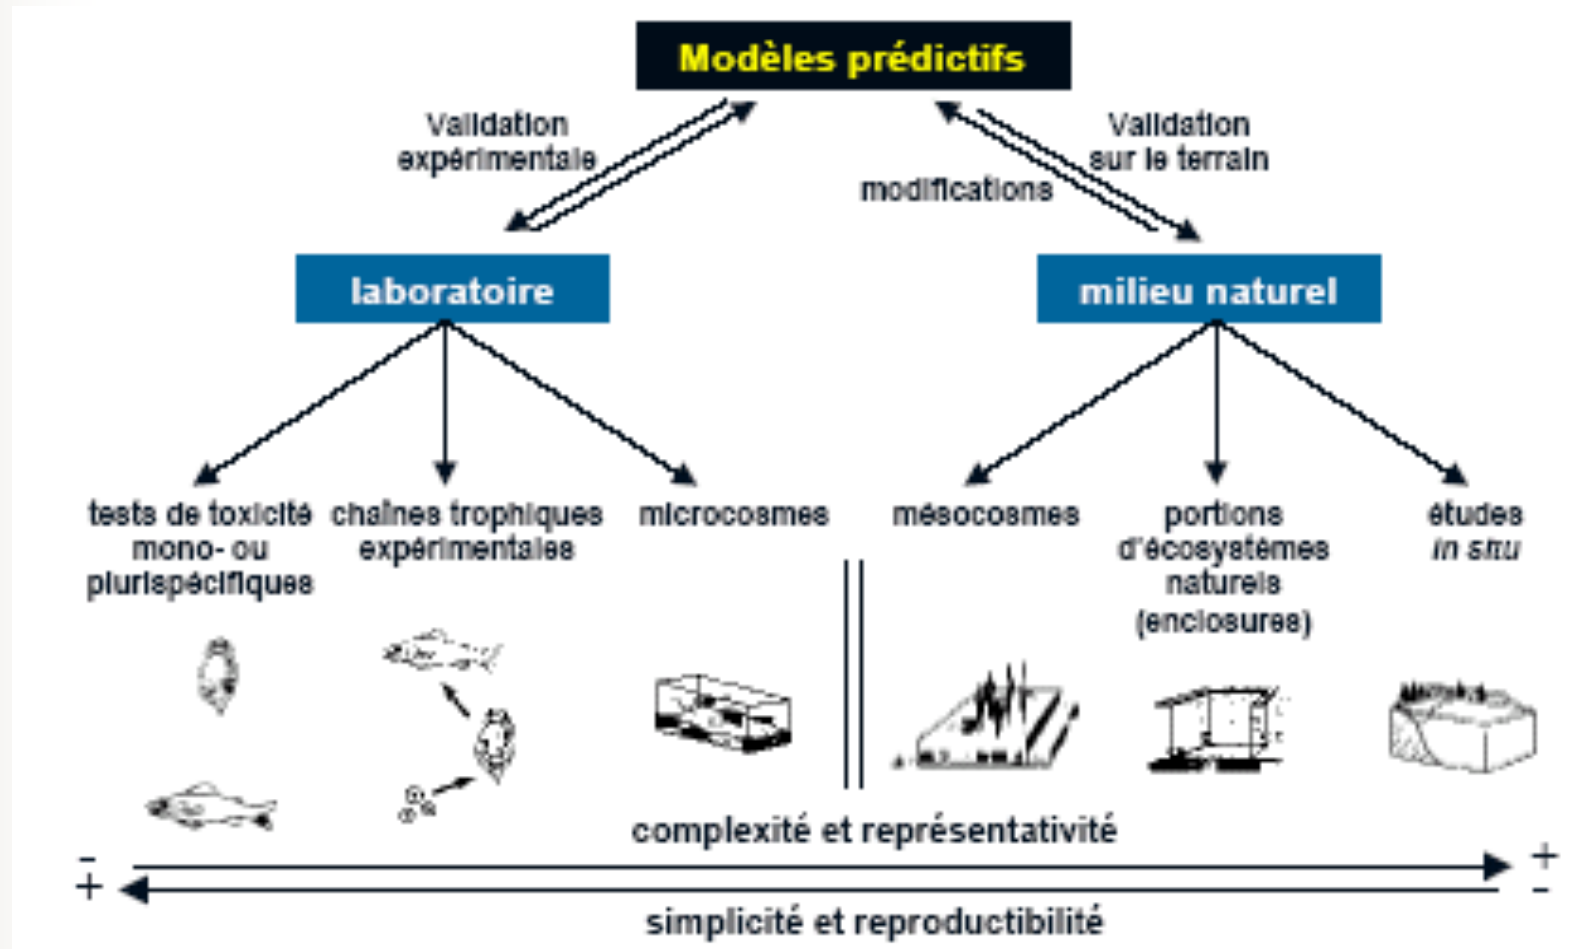 Modèles prédictifs
Validation
expérimentale
Validation
sur le terrain
modifications
laboratoire
milieu naturel
tests de toxicité
mono- ou
plurispécifiques
chaînes trophiques
expérimentales
microcosmes
mésocosmes
portions
d'écosystèmes
naturels
(enclosures)
études
in situ
complexité et représentativité
- +
+ -
simplicité et reproductibilité